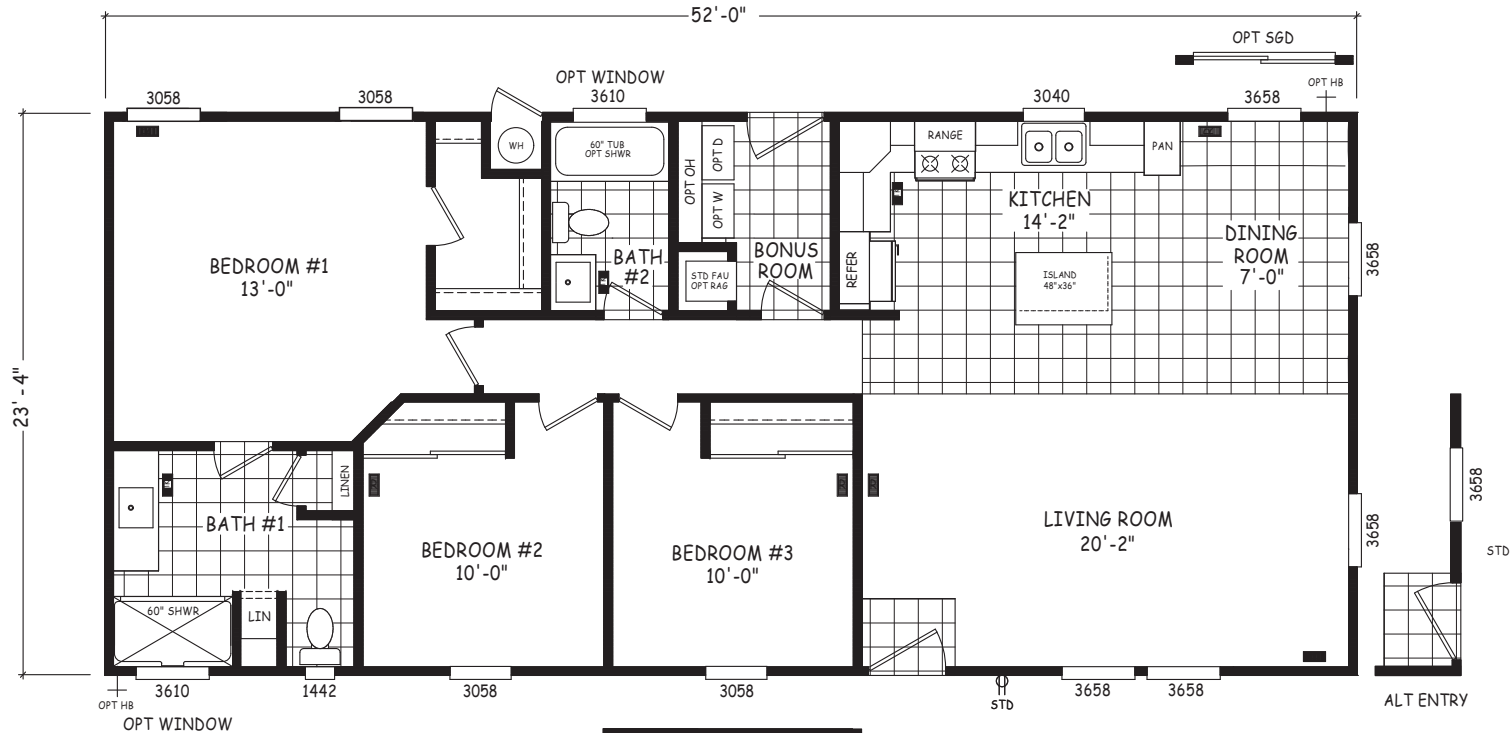 52'-0"
OPT SGD
OPT WINDOW
OPT HB
3058
3058
3610
3040
3658
WH
60" TUB
OPT SHWR
OPT OH
OPT D
OPT W
RANGE
PAN
KITCHEN
14'-2"
DINING
ROOM
7'-0"
3658
BEDROOM #1
13'-0"
BATH
#2
BONUS
ROOM
STD FAU
OPT RAG
REFER
ISLAND
48"x36"
23'-4"
LINEN
BATH #1
BEDROOM #2
10'-0"
BEDROOM #3
10'-0"
LIVING ROOM
20'-2"
3658
3658
STD
60" SHWR
LIN
3610
1442
3058
3058
STD
3658
3658
ALT ENTRY
OPT HB
OPT WINDOW